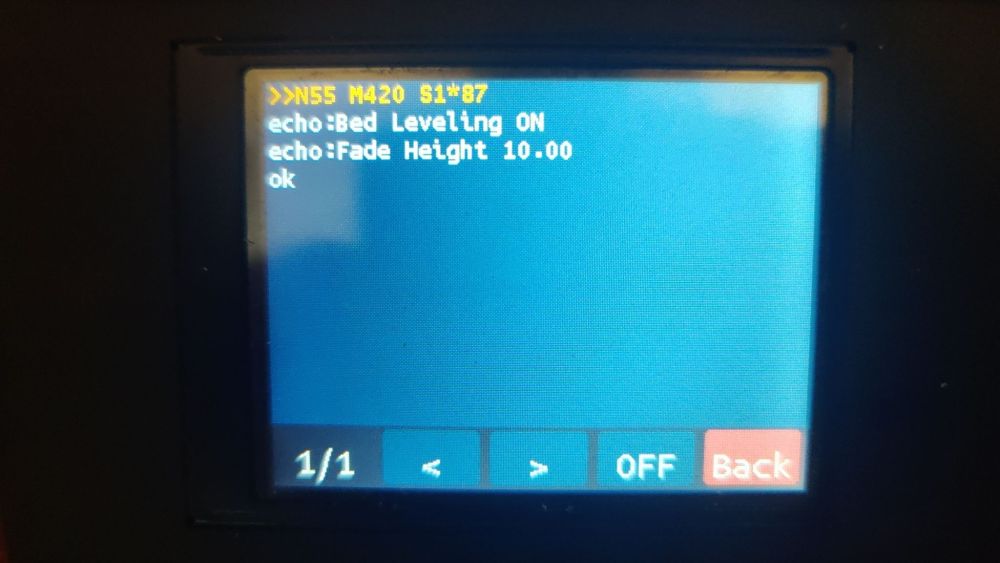 >>N55 M420 S1*87
echo:Bed Leveling ON
echo:Fade Height 10.00
ok
1/1 < > OFF Back